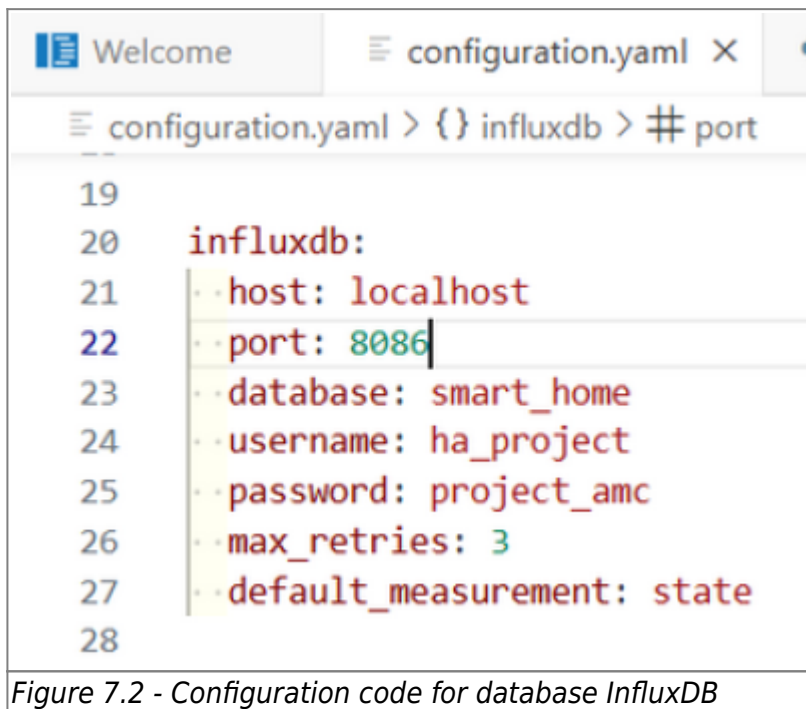 Welcome configuration.yaml ×
configuration.yaml > {} influxdb > # port
19
20 influxdb:
21 host: localhost
22 port: 8086
23 database: smart_home
24 username: ha_project
25 password: project_amc
26 max_retries: 3
27 default_measurement: state
28
Figure 7.2 - Configuration code for database InfluxDB